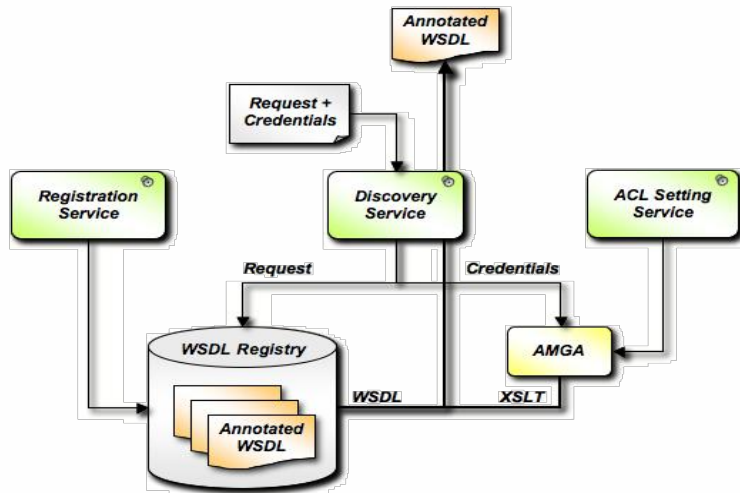 Annotated
WSDL
Request +
Credentials
Registration
Service
Discovery
Service
ACL Setting
Service
Request
Credentials
WSDL Registry
AMGA
WSDL
XSLT
Annotated
WSDL